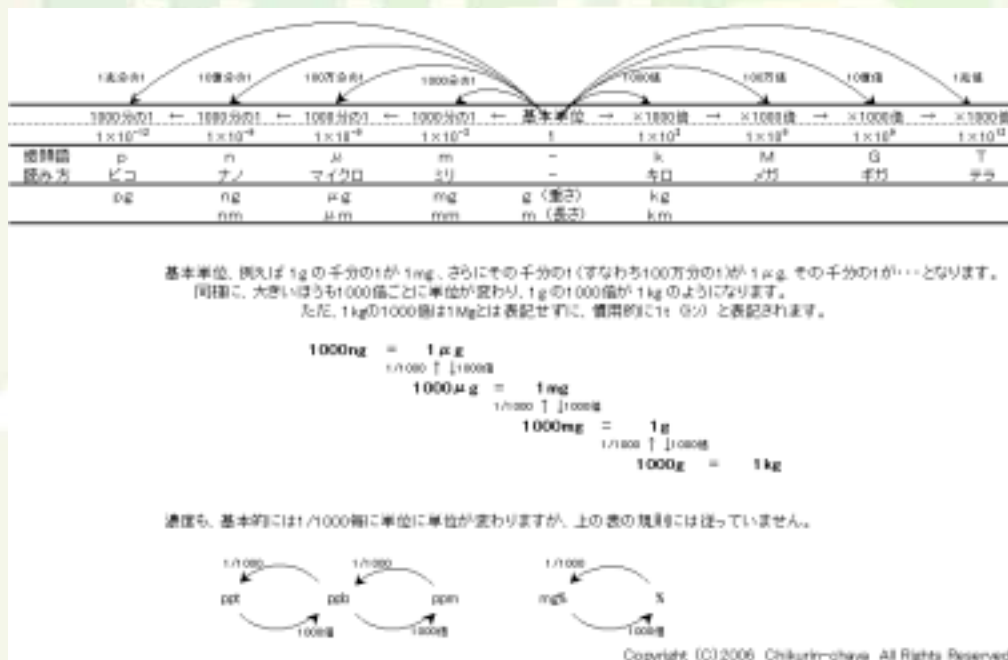 1兆分の1 10億分の1 100万分の1 1000分の1 1000倍 100万倍 10億倍 1兆倍
1000分の1 ← 1000分の1 ← 1000分の1 ← 1000分の1 ← 基本単位 → ×1000倍 → ×1000倍 → ×1000倍 → ×1000倍
1×10⁻¹² 1×10⁻⁹ 1×10⁻⁶ 1×10⁻³ 1 1×10³ 1×10⁶ 1×10⁹ 1×10¹²
接頭語 p n μ m - k M G T
読み方 ピコ ナノ マイクロ ミリ - キロ メガ ギガ テラ
pg ng μg mg g (重さ) kg
nm μm mm m (長さ) km
基本単位、例えば 1g の千分の1が 1mg、さらにその千分の1(すなわち100万分の1)が 1μg、その千分の1が・・・となります。
同様に、大きいほうも1000倍ごとに単位が変わり、1g の1000倍が 1kg のようになります。
ただ、1kgの1000倍は1Mgとは表記せずに、慣用的に1t (トン) と表記されます。
1000ng = 1μg
1/1000 ↑ ↓1000倍
1000μg = 1mg
1/1000 ↑ ↓1000倍
1000mg = 1g
1/1000 ↑ ↓1000倍
1000g = 1kg
濃度も、基本的には1/1000毎に単位に単位が変わりますが、上の表の規則には従っていません。
1/1000 1/1000 1/1000
ppt ppb ppm mg% %
1000倍 1000倍 1000倍
Copyright (C)2006 Chikurin-chaya All Rights Reserved